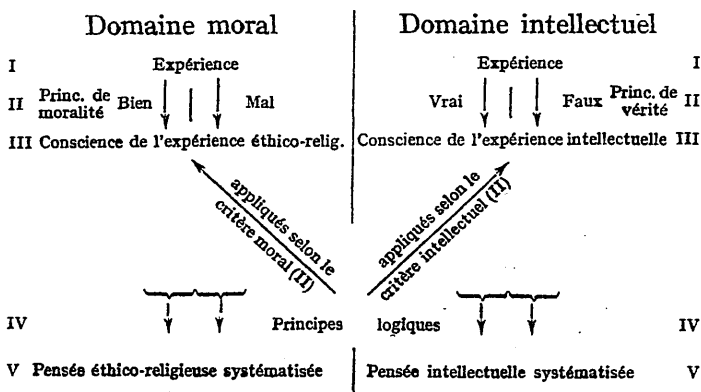 Domaine moral
Domaine intellectuel
I Expérience
Expérience I
II Princ. de moralité Bien Mal
Vrai Faux Princ. de vérité II
III Conscience de l'expérience éthico-relig.
Conscience de l'expérience intellectuelle III
appliqués selon le
critère moral (II)
appliqués selon le
critère intellectuel (II)
IV Principes logiques IV
V Pensée éthico-religieuse systématisée
Pensée intellectuelle systématisée V